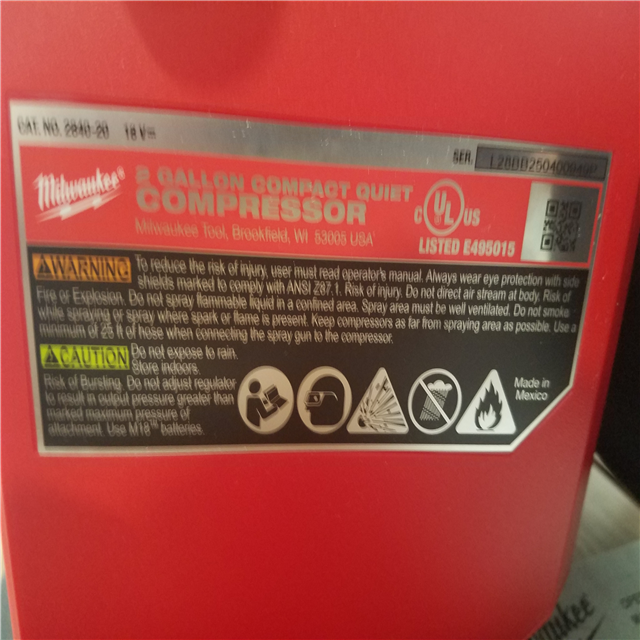 CAT. NO. 2840-20 18 V⎓
SER.
Milwaukee®
2 GALLON COMPACT QUIET
COMPRESSOR
Milwaukee Tool, Brookfield, WI 53005 USA
C UL US
LISTED E495015
WARNING To reduce the risk of injury, user must read operator's manual. Always wear eye protection with side
shields marked to comply with ANSI Z87.1. Risk of injury. Do not direct air stream at body. Risk of
Fire or Explosion. Do not spray flammable liquid in a confined area. Spray area must be well ventilated. Do not smoke
while spraying or spray where spark or flame is present. Keep compressors as far from spraying area as possible. Use a
minimum of 25 ft of hose when connecting the spray gun to the compressor.
CAUTION Do not expose to rain.
Store indoors.
Risk of Bursting. Do not adjust regulator
to result in output pressure greater than
marked maximum pressure of
attachment. Use M18™ batteries.
Made in
Mexico